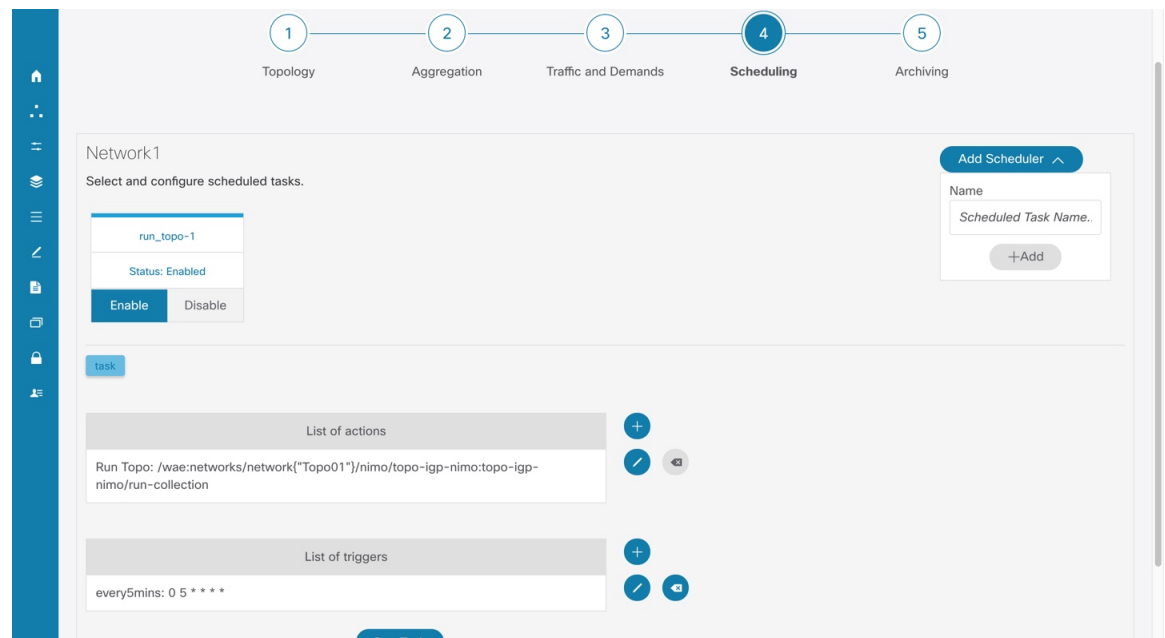 1
2
3
4
5
Topology
Aggregation
Traffic and Demands
Scheduling
Archiving
Network1
Add Scheduler
Select and configure scheduled tasks.
Name
Scheduled Task Name.
+Add
run_topo-1
Status: Enabled
Enable
Disable
task
List of actions
Run Topo: /wae:networks/network{"Topo01"}/nimo/topo-igp-nimo:topo-igp-
nimo/run-collection
List of triggers
every5mins: 0 5 * * * *